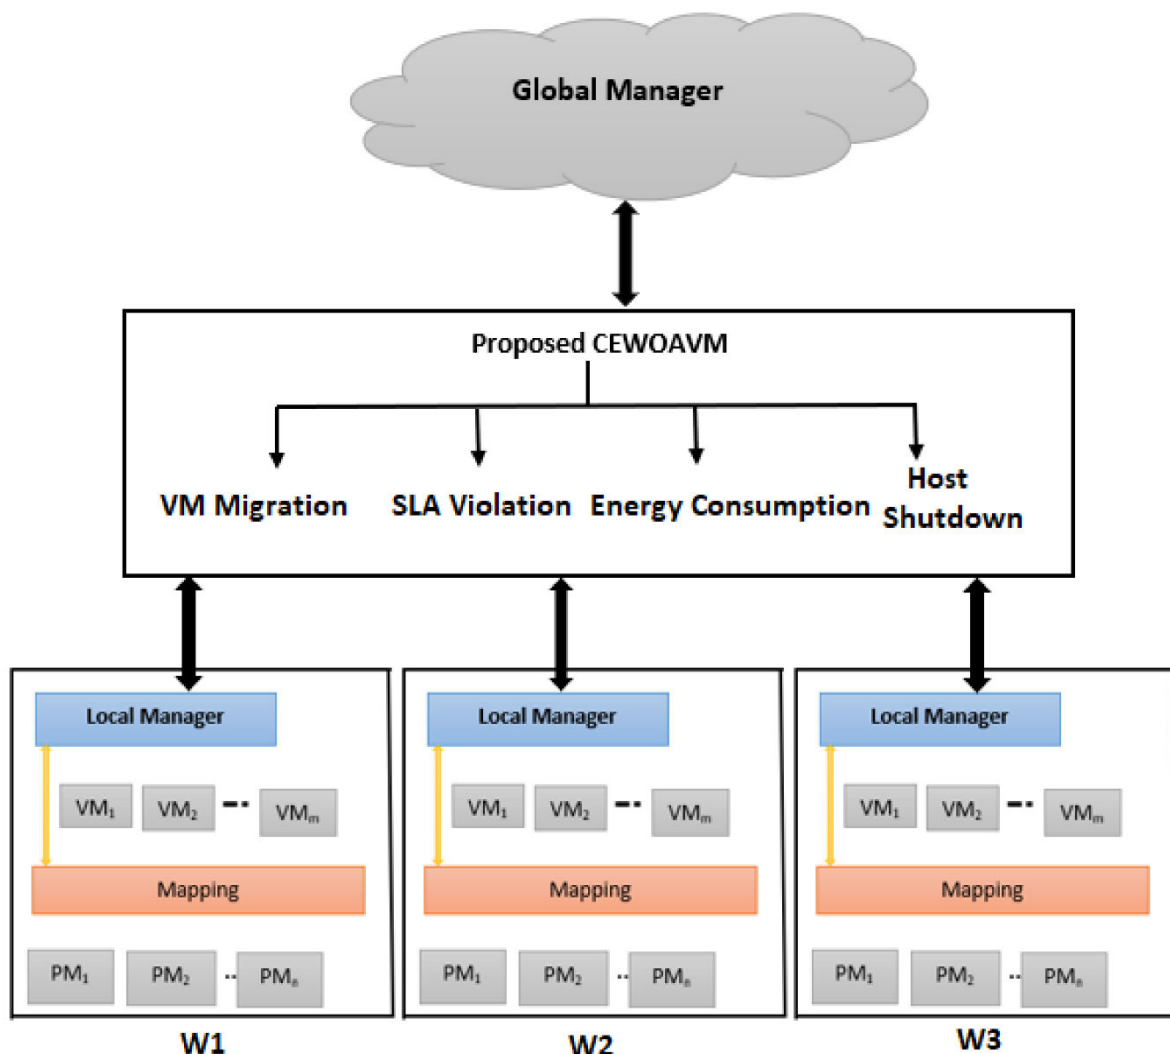 Global Manager
Proposed CEWOAVM
VM Migration
SLA Violation
Energy Consumption
Host
Shutdown
Local Manager
VM₁
VM₂
VMₘ
Mapping
PM₁
PM₂
PMₙ
W1
Local Manager
VM₁
VM₂
VMₘ
Mapping
PM₁
PM₂
PMₙ
W2
Local Manager
VM₁
VM₂
VMₘ
Mapping
PM₁
PM₂
PMₙ
W3